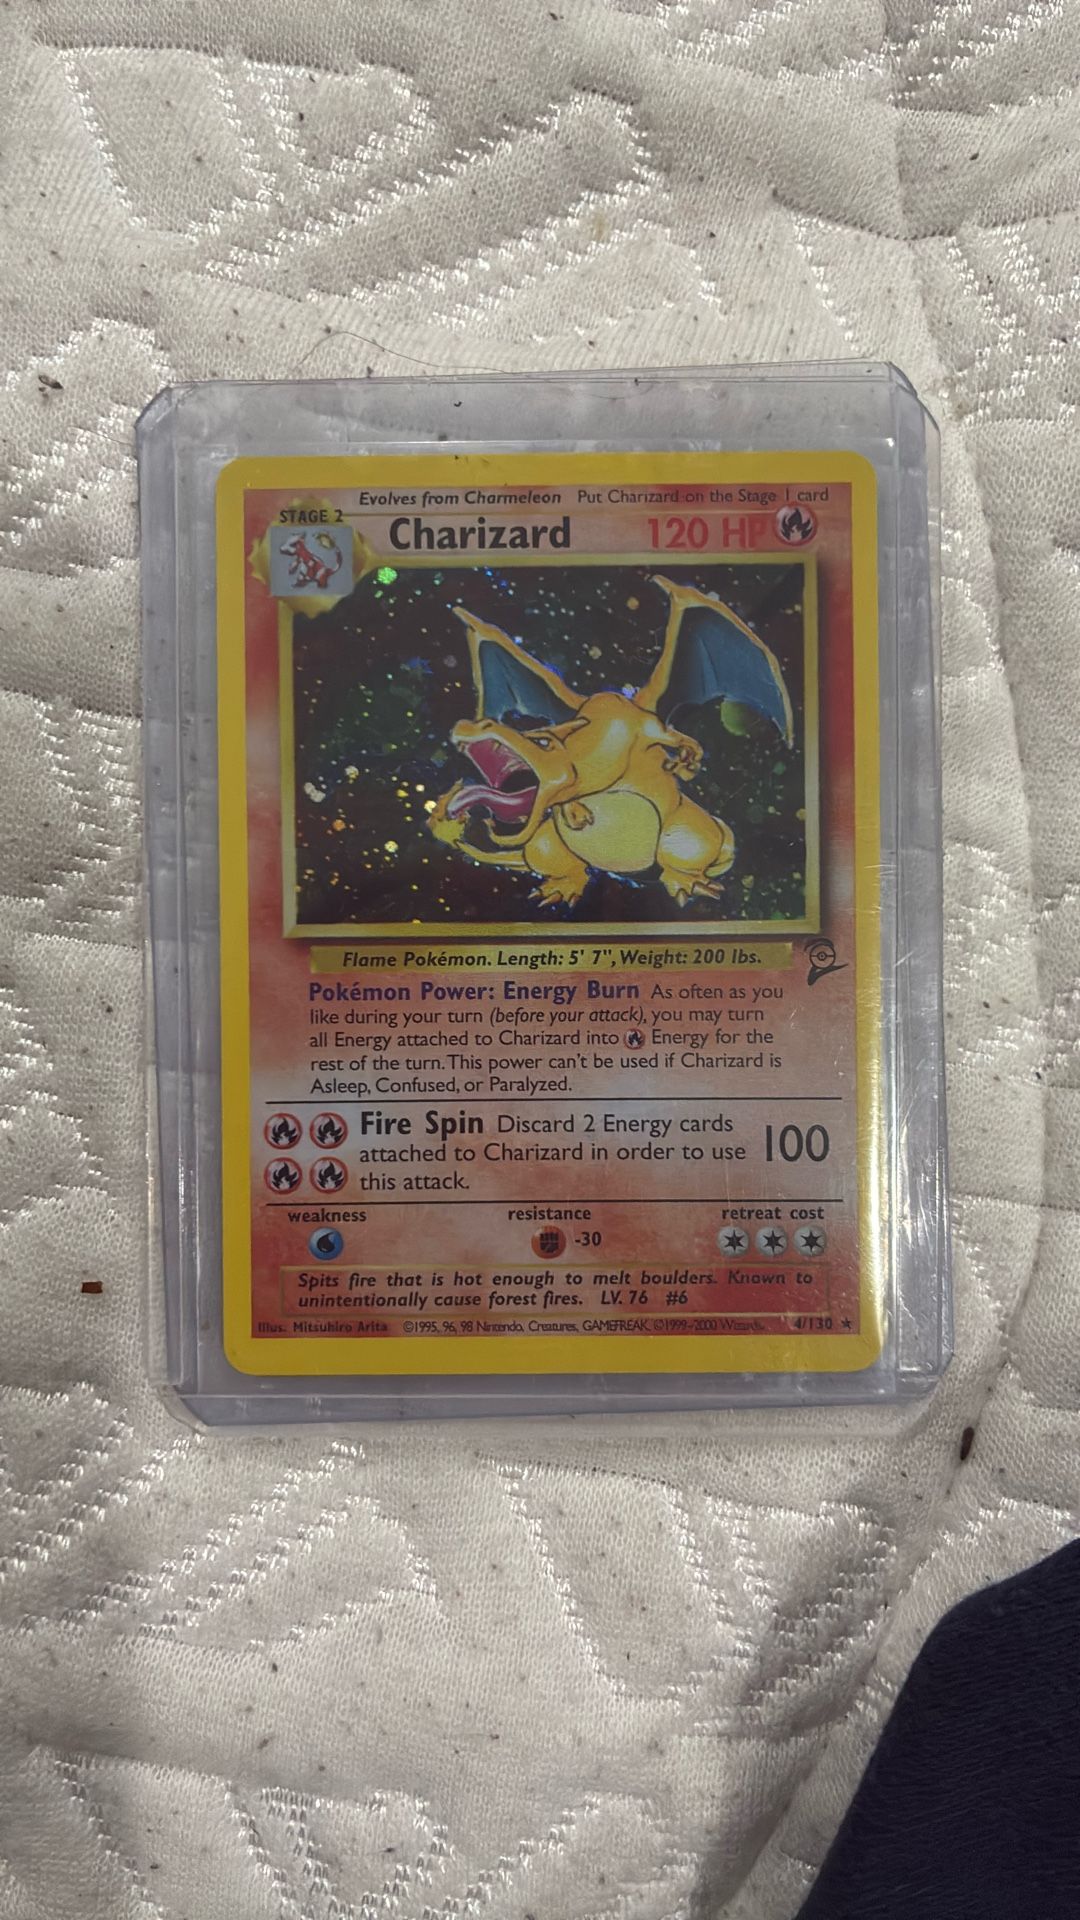 Evolves from Charmeleon Put Charizard on the Stage 1 card
STAGE 2
Charizard 120 HP
Flame Pokémon. Length: 5' 7", Weight: 200 lbs.
Pokémon Power: Energy Burn As often as you
like during your turn (before your attack), you may turn
all Energy attached to Charizard into Energy for the
rest of the turn. This power can't be used if Charizard is
Asleep, Confused, or Paralyzed.
Fire Spin Discard 2 Energy cards
attached to Charizard in order to use 100
this attack.
weakness resistance retreat cost
-30
Spits fire that is hot enough to melt boulders. Known to
unintentionally cause forest fires. LV. 76 #6
Illus. Mitsuhiro Arita ©1995, 96, 98 Nintendo, Creatures, GAMEFREAK. ©1999-2000 Wizards. 4/130